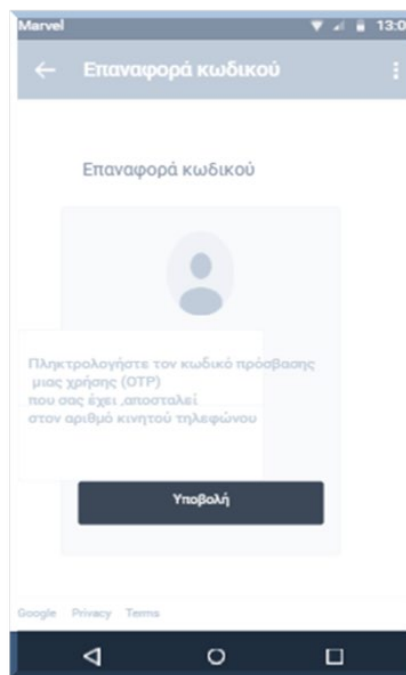 Marvel 13:0
Επαναφορά κωδικού
Επαναφορά κωδικού
Πληκτρολογήστε τον κωδικό πρόσβασης
μιας χρήσης (OTP)
που σας έχει ,αποσταλεί
στον αριθμό κινητού τηλεφώνου
Υποβολή
Google Privacy Terms